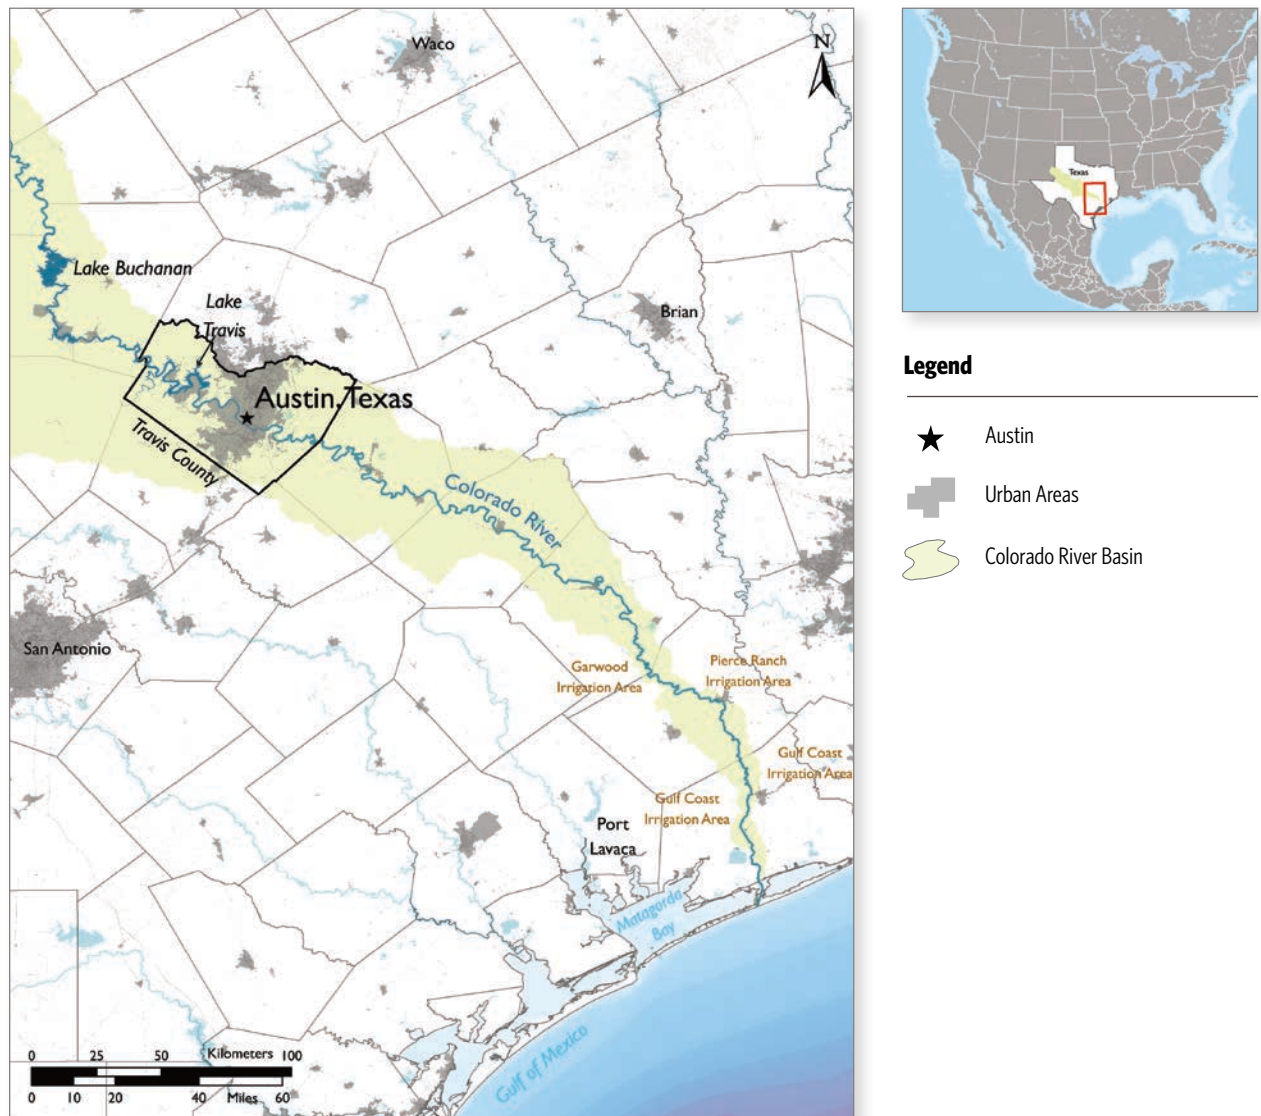 Waco
N
Lake Buchanan
Lake
Travis
Brian
Austin, Texas
Travis County
Colorado River
San Antonio
Garwood
Irrigation Area
Pierce Ranch
Irrigation Area
Gulf Coast
Irrigation Area
Gulf Coast
Irrigation Area
Port
Lavaca
Matagorda
Bay
Gulf of Mexico
0 25 50 Kilometers 100
0 10 20 40 Miles 60
Texas
Legend
Austin
Urban Areas
Colorado River Basin